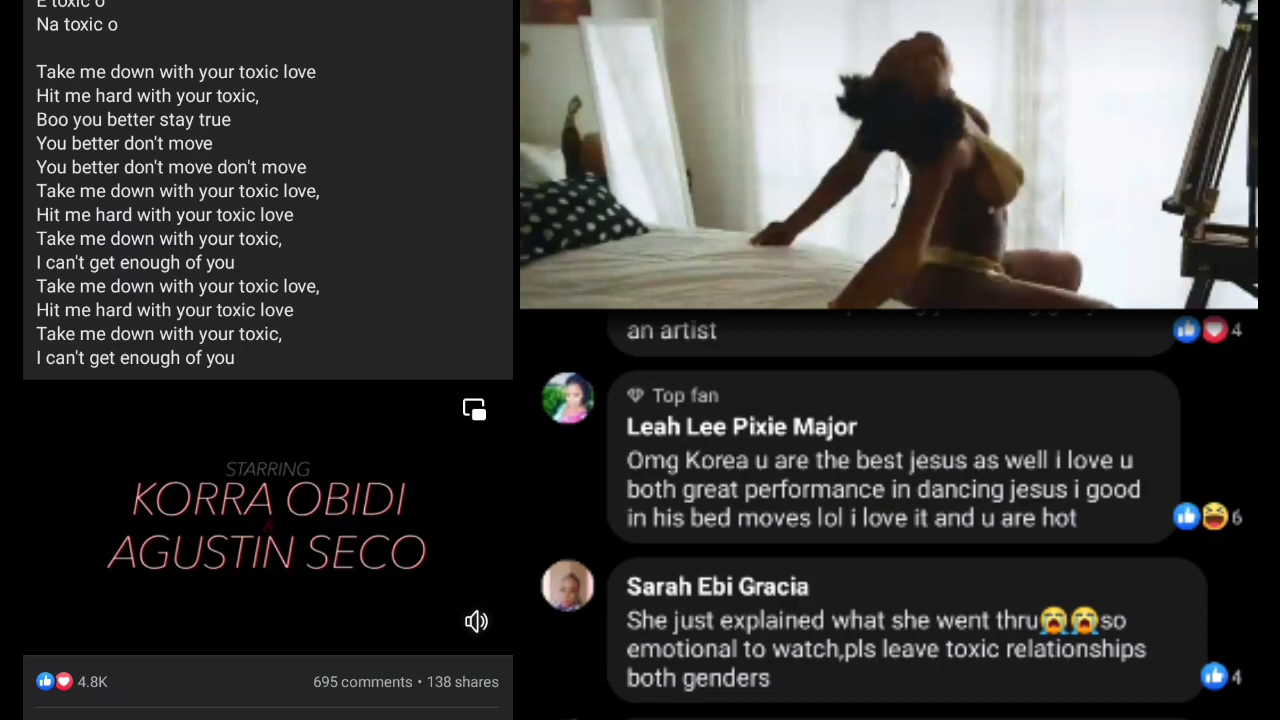 E toxic o
Na toxic o
Take me down with your toxic love
Hit me hard with your toxic,
Boo you better stay true
You better don't move
You better don't move don't move
Take me down with your toxic love,
Hit me hard with your toxic love
Take me down with your toxic,
I can't get enough of you
Take me down with your toxic love,
Hit me hard with your toxic love
Take me down with your toxic,
I can't get enough of you
STARRING
KORRA OBIDI
&
AGUSTIN SECO
4.8K
695 comments • 138 shares
an artist
4
Top fan
Leah Lee Pixie Major
Omg Korea u are the best jesus as well i love u
both great performance in dancing jesus i good
in his bed moves lol i love it and u are hot
6
Sarah Ebi Gracia
She just explained what she went thru😭😭so
emotional to watch,pls leave toxic relationships
both genders
4